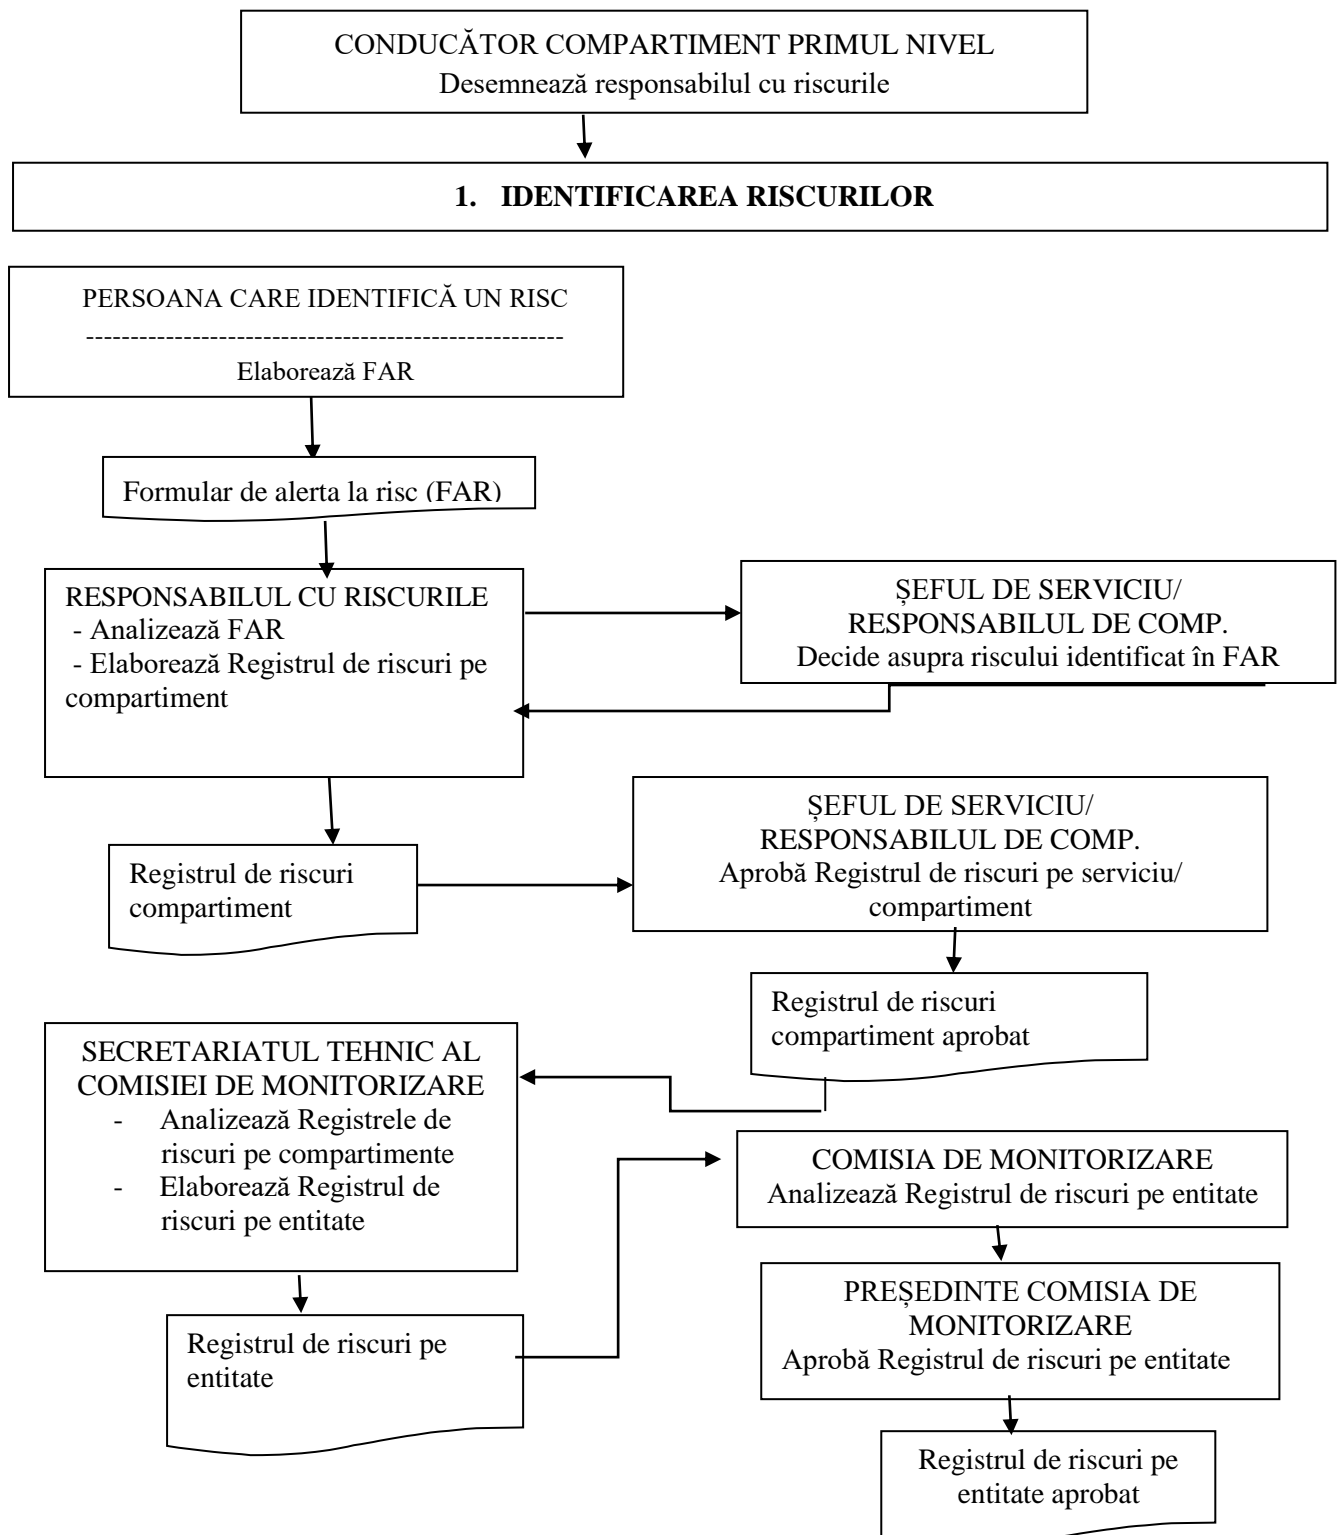 CONDUCĂTOR COMPARTIMENT PRIMUL NIVEL
Desemnează responsabilul cu riscurile
1. IDENTIFICAREA RISCURILOR
PERSOANA CARE IDENTIFICĂ UN RISC
-----------------------------------------------------
Elaborează FAR
Formular de alerta la risc (FAR)
RESPONSABILUL CU RISCURILE
- Analizează FAR
- Elaborează Registrul de riscuri pe
compartiment
ȘEFUL DE SERVICIU/
RESPONSABILUL DE COMP.
Decide asupra riscului identificat în FAR
ȘEFUL DE SERVICIU/
RESPONSABILUL DE COMP.
Aprobă Registrul de riscuri pe serviciu/
compartiment
Registrul de riscuri
compartiment
Registrul de riscuri
compartiment aprobat
SECRETARIATUL TEHNIC AL
COMISIEI DE MONITORIZARE
- Analizează Registrele de
riscuri pe compartimente
- Elaborează Registrul de
riscuri pe entitate
COMISIA DE MONITORIZARE
Analizează Registrul de riscuri pe entitate
PREȘEDINTE COMISIA DE
MONITORIZARE
Aprobă Registrul de riscuri pe entitate
Registrul de riscuri pe
entitate
Registrul de riscuri pe
entitate aprobat